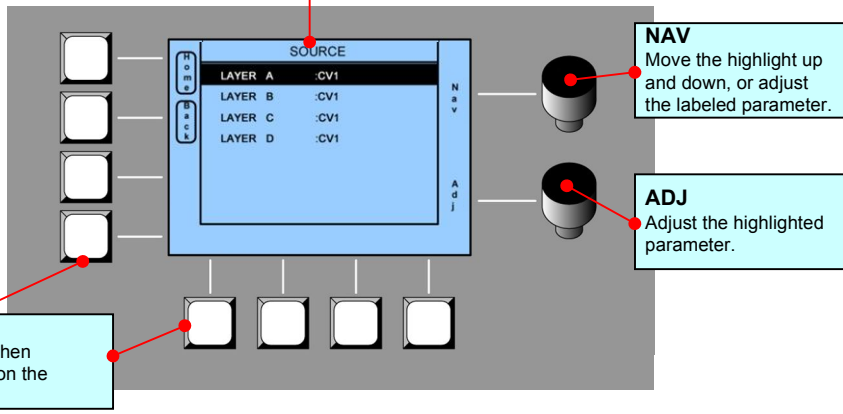 SOURCE
Home
Back
LAYER A :CV1
LAYER B :CV1
LAYER C :CV1
LAYER D :CV1
Nav
Adj
NAV
Move the highlight up
and down, or adjust
the labeled parameter.
ADJ
Adjust the highlighted
parameter.
hen
on the